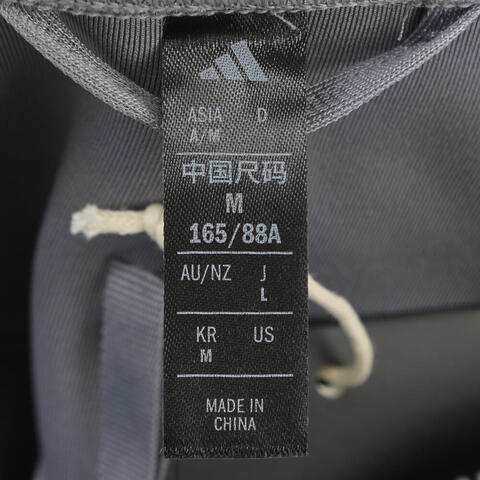 ASIA D
A/M
中国尺码
M
165/88A
AU/NZ J
L
KR US
M
MADE IN
CHINA